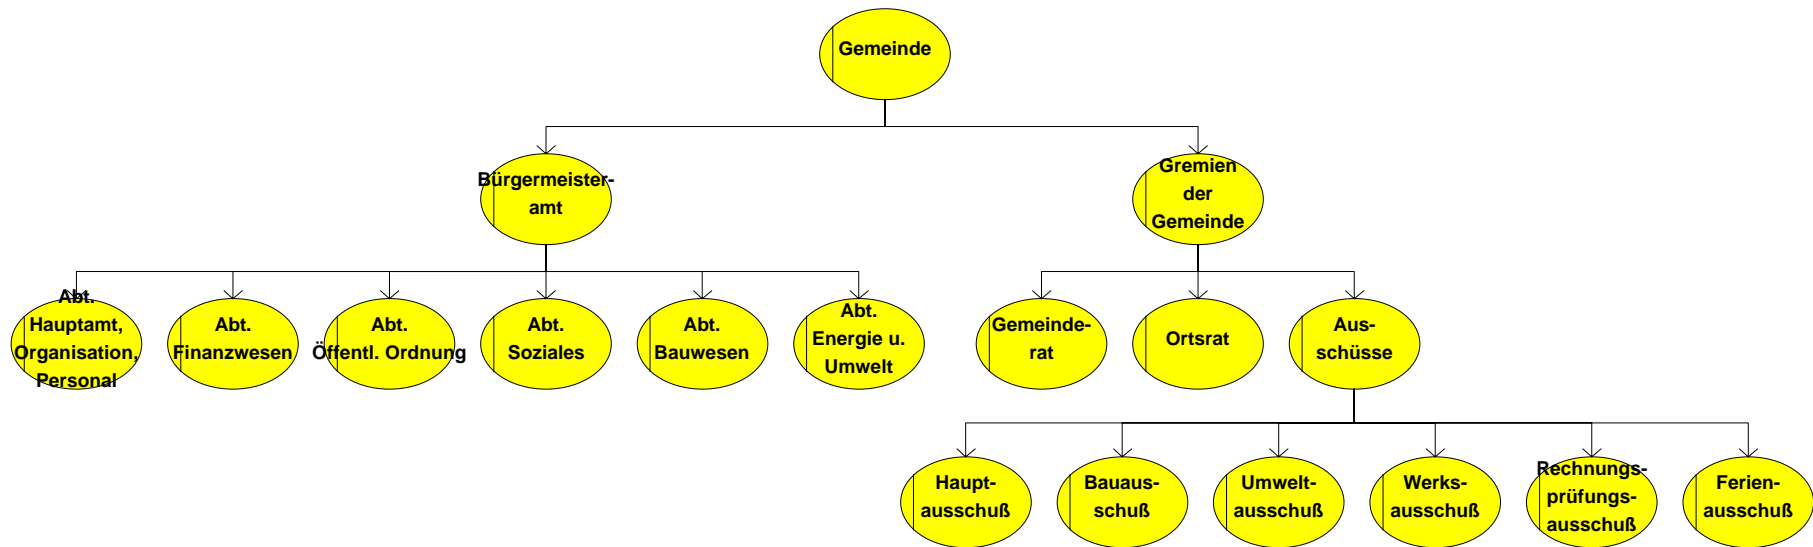 Gemeinde
Bürgermeister-
amt
Gremien
der
Gemeinde
Abt.
Hauptamt,
Organisation,
Personal
Abt.
Finanzwesen
Abt.
Öffentl. Ordnung
Abt.
Soziales
Abt.
Bauwesen
Abt.
Energie u.
Umwelt
Gemeinde-
rat
Ortsrat
Aus-
schüsse
Haupt-
ausschuß
Bauaus-
schuß
Umwelt-
ausschuß
Werks-
ausschuß
Rechnungs-
prüfungs-
ausschuß
Ferien-
ausschuß